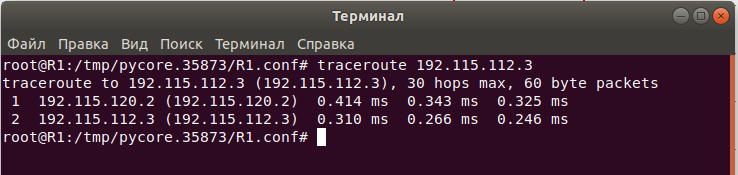 Терминал
Файл Правка Вид Поиск Терминал Справка
root@R1:/tmp/pycore.35873/R1.conf# traceroute 192.115.112.3
traceroute to 192.115.112.3 (192.115.112.3), 30 hops max, 60 byte packets
 1  192.115.120.2 (192.115.120.2)  0.414 ms  0.343 ms  0.325 ms
 2  192.115.112.3 (192.115.112.3)  0.310 ms  0.266 ms  0.246 ms
root@R1:/tmp/pycore.35873/R1.conf#